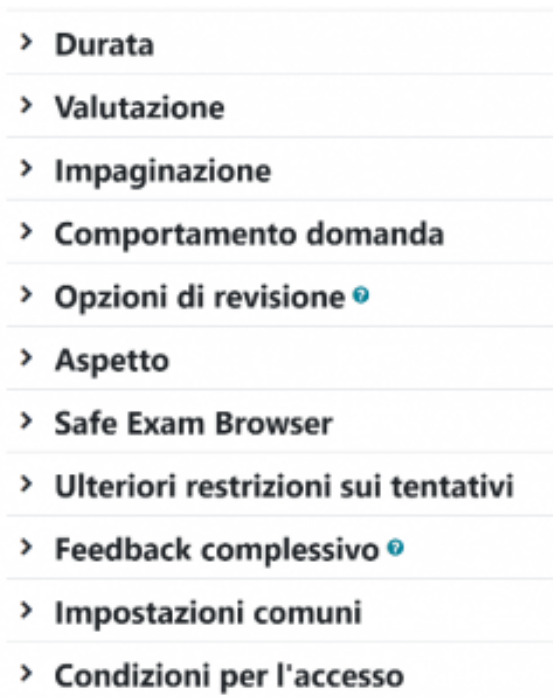 Durata
Valutazione
Impaginazione
Comportamento domanda
Opzioni di revisione ?
Aspetto
Safe Exam Browser
Ulteriori restrizioni sui tentativi
Feedback complessivo ?
Impostazioni comuni
Condizioni per l'accesso